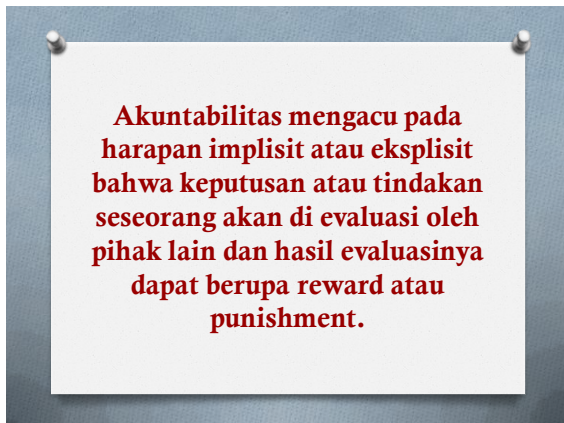 Akuntabilitas mengacu pada
harapan implisit atau eksplisit
bahwa keputusan atau tindakan
seseorang akan di evaluasi oleh
pihak lain dan hasil evaluasinya
dapat berupa reward atau
punishment.